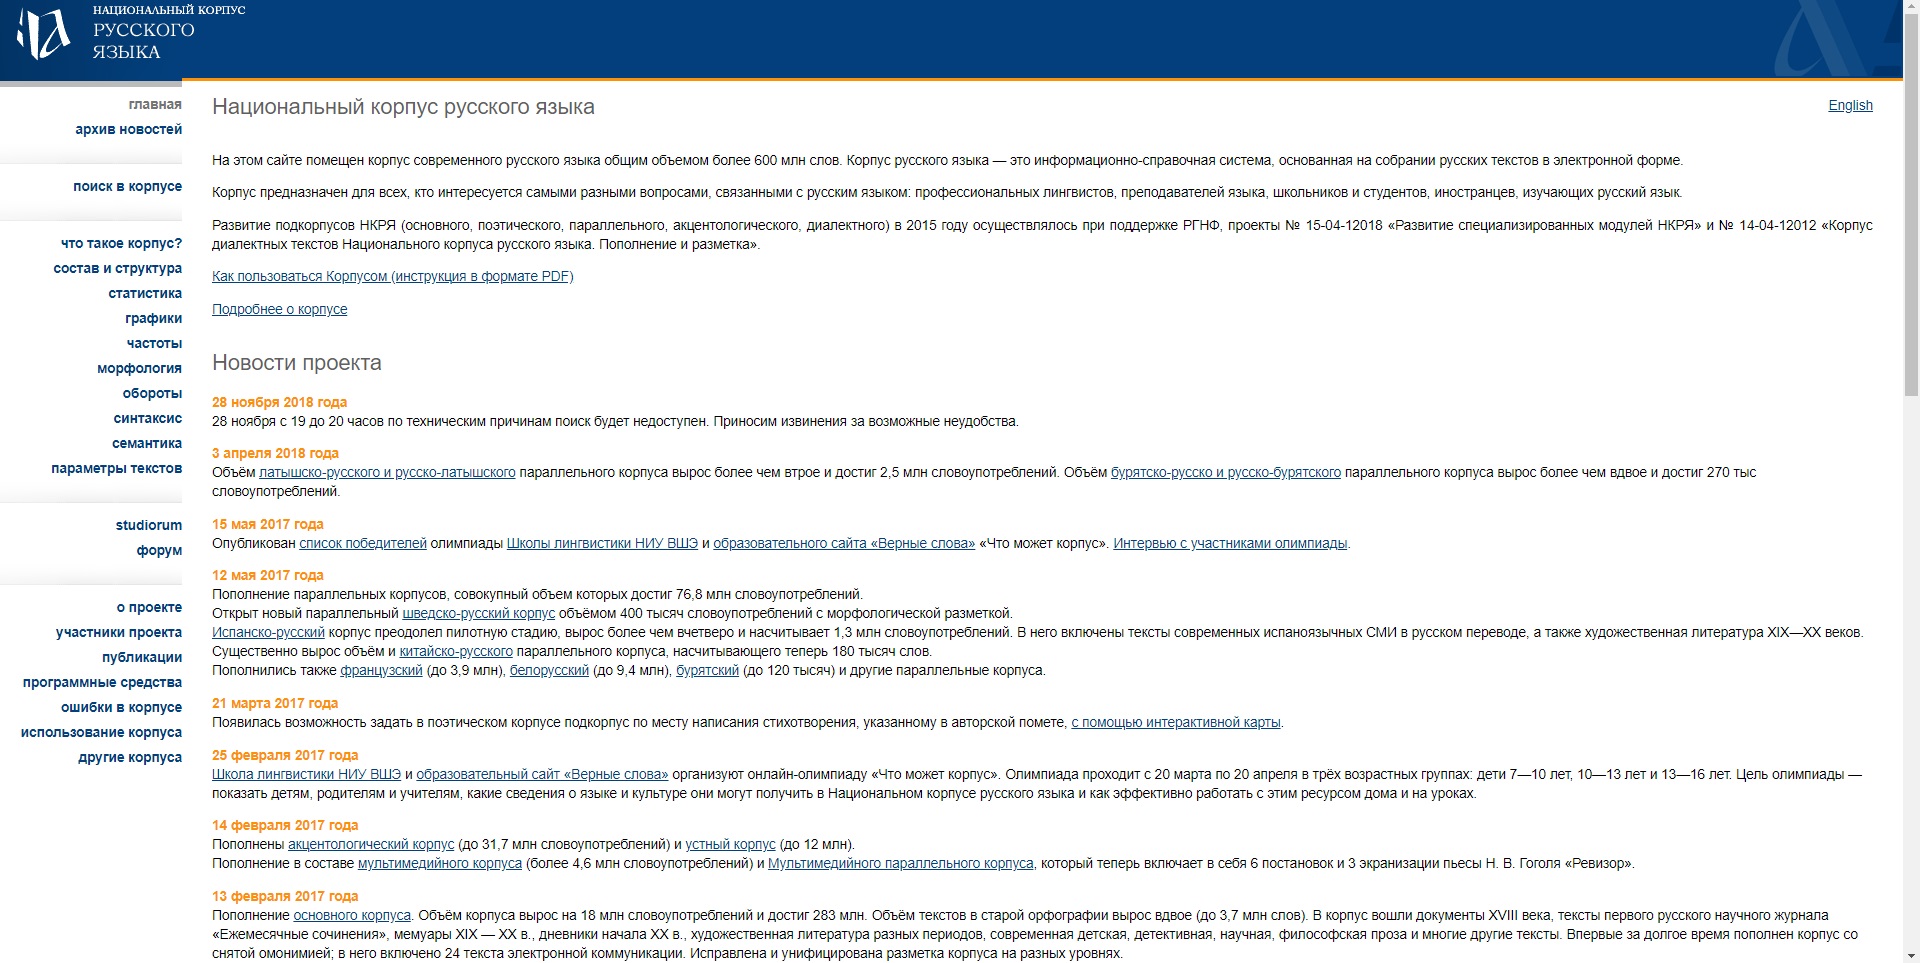 НАЦИОНАЛЬНЫЙ КОРПУС
РУССКОГО
ЯЗЫКА
главная
архив новостей
поиск в корпусе
что такое корпус?
состав и структура
статистика
графики
частоты
морфология
обороты
синтаксис
семантика
параметры текстов
studiorum
форум
о проекте
участники проекта
публикации
программные средства
ошибки в корпусе
использование корпуса
другие корпуса
Национальный корпус русского языка
English
На этом сайте помещен корпус современного русского языка общим объемом более 600 млн слов. Корпус русского языка — это информационно-справочная система, основанная на собрании русских текстов в электронной форме.
Корпус предназначен для всех, кто интересуется самыми разными вопросами, связанными с русским языком: профессиональных лингвистов, преподавателей языка, школьников и студентов, иностранцев, изучающих русский язык.
Развитие подкорпусов НКРЯ (основного, поэтического, параллельного, акцентологического, диалектного) в 2015 году осуществлялось при поддержке РГНФ, проекты № 15-04-12018 «Развитие специализированных модулей НКРЯ» и № 14-04-12012 «Корпус
диалектных текстов Национального корпуса русского языка. Пополнение и разметка».
Как пользоваться Корпусом (инструкция в формате PDF)
Подробнее о корпусе
Новости проекта
28 ноября 2018 года
28 ноября с 19 до 20 часов по техническим причинам поиск будет недоступен. Приносим извинения за возможные неудобства.
3 апреля 2018 года
Объём латышско-русского и русско-латышского параллельного корпуса вырос более чем втрое и достиг 2,5 млн словоупотреблений. Объём бурятско-русско и русско-бурятского параллельного корпуса вырос более чем вдвое и достиг 270 тыс
словоупотреблений.
15 мая 2017 года
Опубликован список победителей олимпиады Школы лингвистики НИУ ВШЭ и образовательного сайта «Верные слова» «Что может корпус». Интервью с участниками олимпиады.
12 мая 2017 года
Пополнение параллельных корпусов, совокупный объем которых достиг 76,8 млн словоупотреблений.
Открыт новый параллельный шведско-русский корпус объёмом 400 тысяч словоупотреблений с морфологической разметкой.
Испанско-русский корпус преодолел пилотную стадию, вырос более чем вчетверо и насчитывает 1,3 млн словоупотреблений. В него включены тексты современных испаноязычных СМИ в русском переводе, а также художественная литература XIX—XX веков.
Существенно вырос объём и китайско-русского параллельного корпуса, насчитывающего теперь 180 тысяч слов.
Пополнились также французский (до 3,9 млн), белорусский (до 9,4 млн), бурятский (до 120 тысяч) и другие параллельные корпуса.
21 марта 2017 года
Появилась возможность задать в поэтическом корпусе подкорпус по месту написания стихотворения, указанному в авторской помете, с помощью интерактивной карты.
25 февраля 2017 года
Школа лингвистики НИУ ВШЭ и образовательный сайт «Верные слова» организуют онлайн-олимпиаду «Что может корпус». Олимпиада проходит с 20 марта по 20 апреля в трёх возрастных группах: дети 7—10 лет, 10—13 лет и 13—16 лет. Цель олимпиады —
показать детям, родителям и учителям, какие сведения о языке и культуре они могут получить в Национальном корпусе русского языка и как эффективно работать с этим ресурсом дома и на уроках.
14 февраля 2017 года
Пополнены акцентологический корпус (до 31,7 млн словоупотреблений) и устный корпус (до 12 млн).
Пополнение в составе мультимедийного корпуса (более 4,6 млн словоупотреблений) и Мультимедийного параллельного корпуса, который теперь включает в себя 6 постановок и 3 экранизации пьесы Н. В. Гоголя «Ревизор».
13 февраля 2017 года
Пополнение основного корпуса. Объём корпуса вырос на 18 млн словоупотреблений и достиг 283 млн. Объём текстов в старой орфографии вырос вдвое (до 3,7 млн слов). В корпус вошли документы XVIII века, тексты первого русского научного журнала
«Ежемесячные сочинения», мемуары XIX — XX в., дневники начала XX в., художественная литература разных периодов, современная детская, детективная, научная, философская проза и многие другие тексты. Впервые за долгое время пополнен корпус со
снятой омонимией; в него включено 24 текста электронной коммуникации. Исправлена и унифицирована разметка корпуса на разных уровнях.